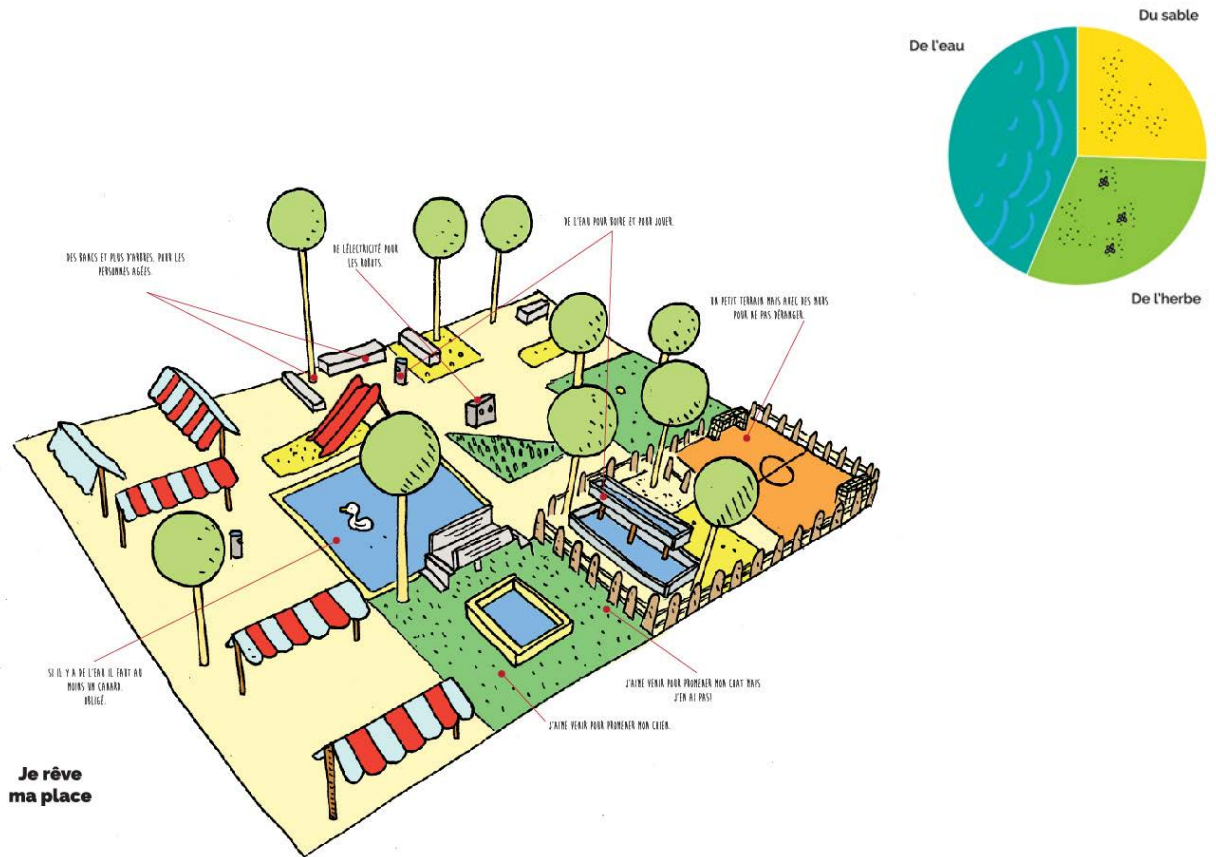 Du sable
De l'eau
De l'herbe
DE L'EAU POUR BOIRE ET POUR JOUER.
DE L'ÉLECTRICITÉ POUR
LES ROBOTS.
DES BANCS ET PLUS D'ARBRES, POUR LES
PERSONNES AGÉES.
UN PETIT TERRAIN MAIS AVEC DES MURS
POUR NE PAS DÉRANGER.
SI IL Y A DE L'EAU IL FAUT AU
MOINS UN CANARD.
OBLIGÉ.
J'AIME VENIR POUR PROMENER MON CHAT MAIS
J'EN AI PAS!
J'AIME VENIR POUR PROMENER MON CHIEN.
Je rêve
ma place